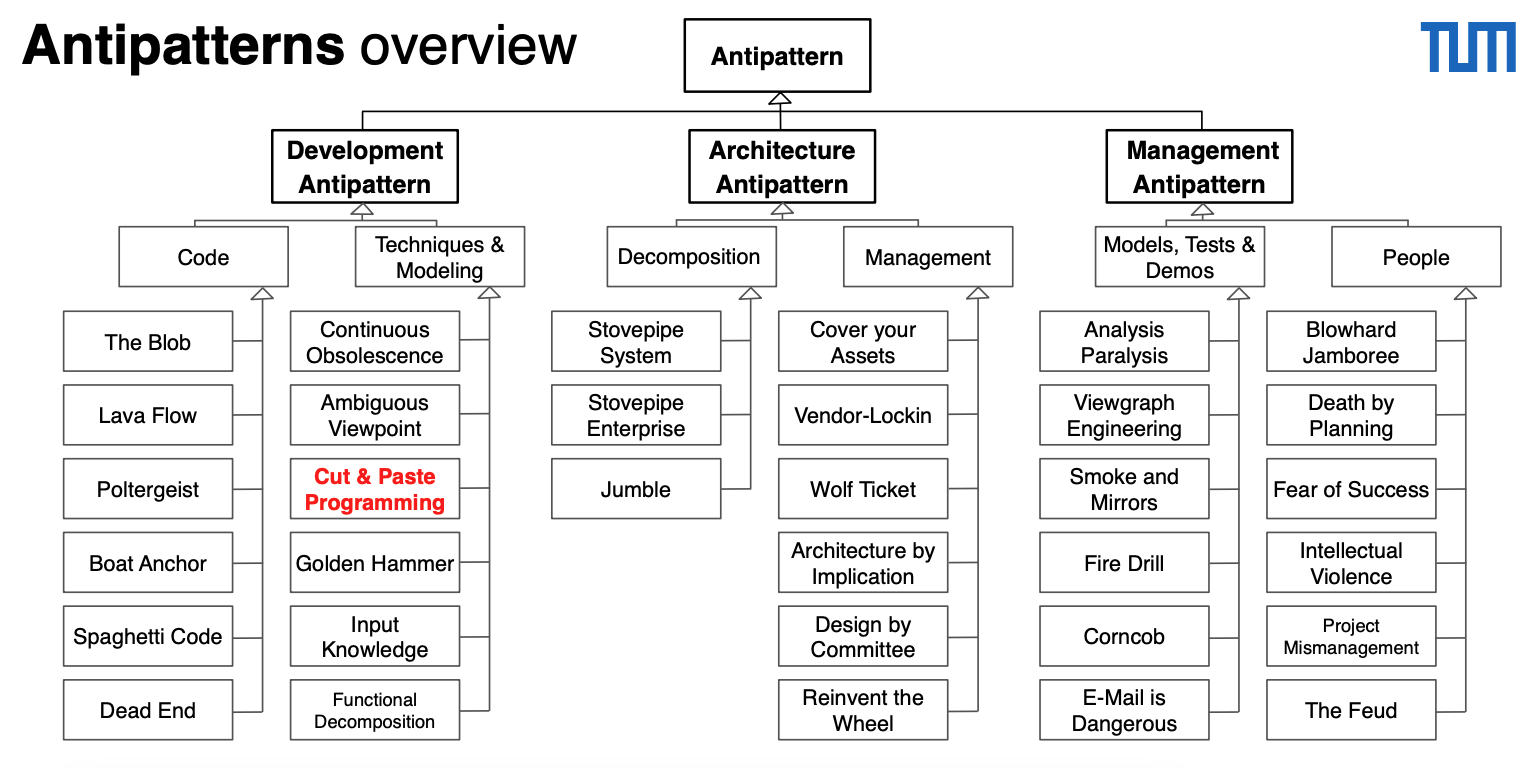 Antipatterns overview
TUM
Antipattern
Development
Antipattern
Architecture
Antipattern
Management
Antipattern
Code
Techniques &
Modeling
Decomposition
Management
Models, Tests &
Demos
People
The Blob
Lava Flow
Poltergeist
Boat Anchor
Spaghetti Code
Dead End
Continuous
Obsolescence
Ambiguous
Viewpoint
Cut & Paste
Programming
Golden Hammer
Input
Knowledge
Functional
Decomposition
Stovepipe
System
Stovepipe
Enterprise
Jumble
Cover your
Assets
Vendor-Lockin
Wolf Ticket
Architecture by
Implication
Design by
Committee
Reinvent the
Wheel
Analysis
Paralysis
Viewgraph
Engineering
Smoke and
Mirrors
Fire Drill
Corncob
E-Mail is
Dangerous
Blowhard
Jamboree
Death by
Planning
Fear of Success
Intellectual
Violence
Project
Mismanagement
The Feud